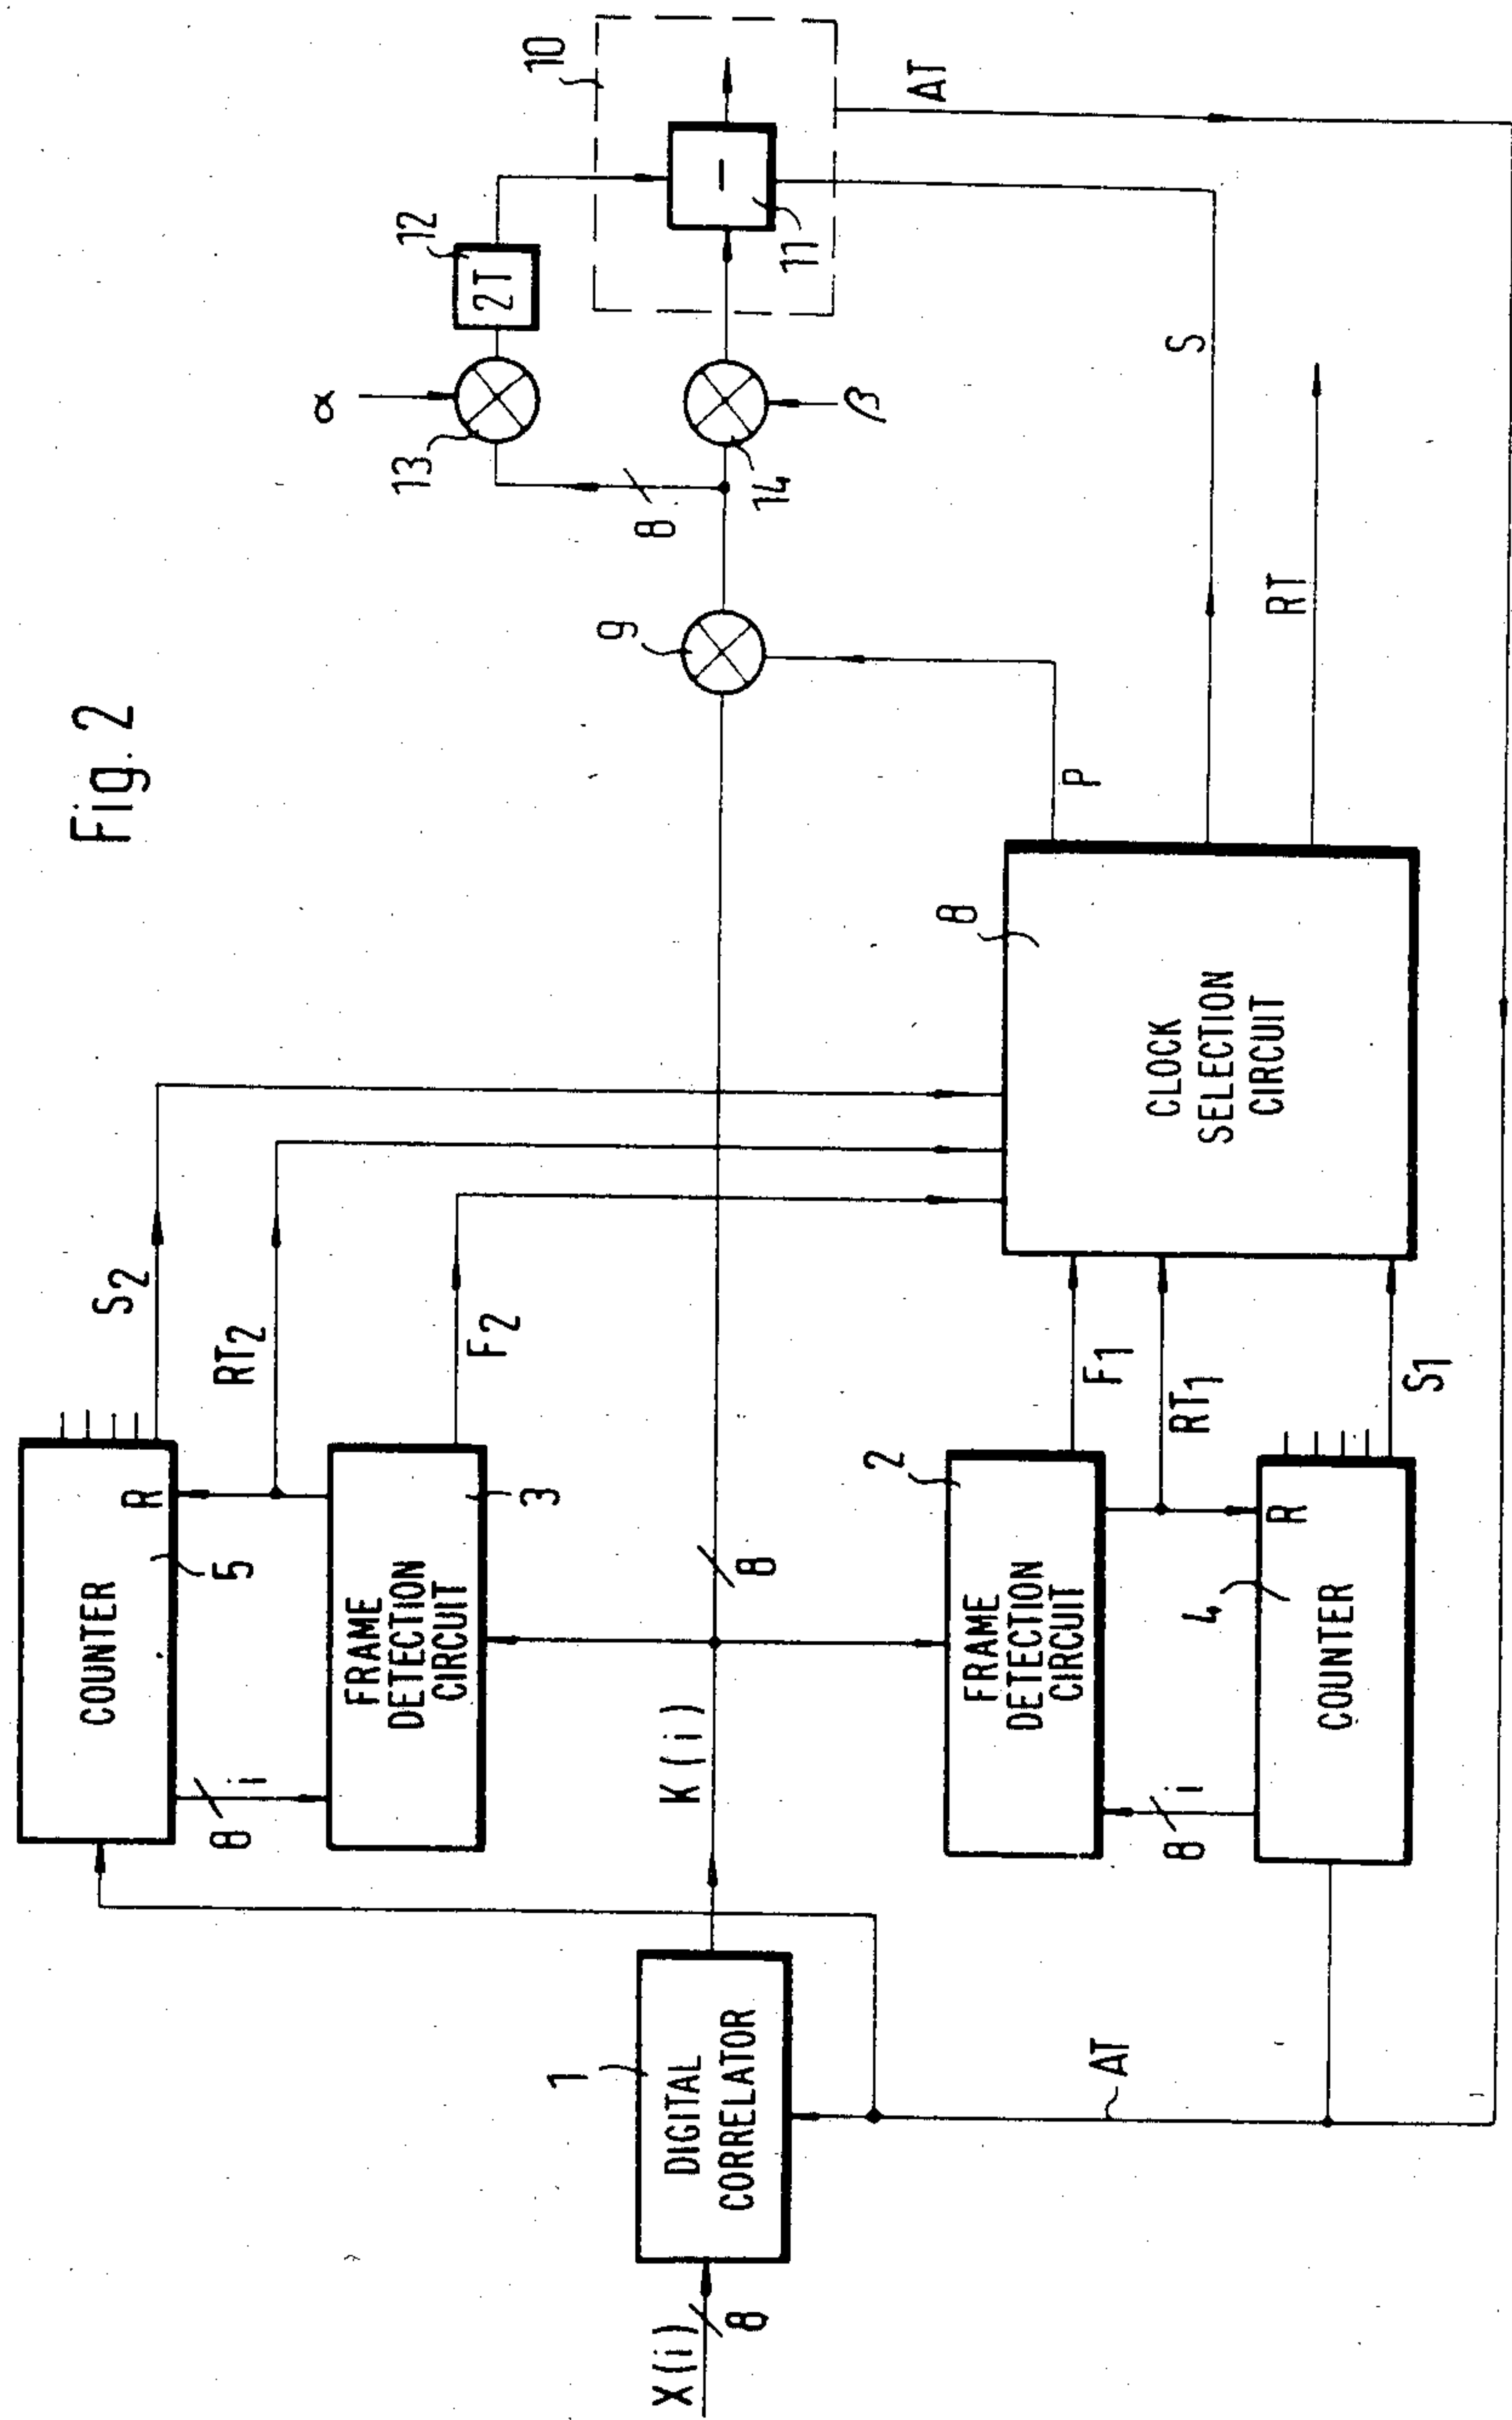 Fig. 2
COUNTER
5
R
S2
8
i
RT2
FRAME
DETECTION
CIRCUIT
3
F2
α
13
2T
12
10
X(i)
8
DIGITAL
CORRELATOR
1
K(i)
8
9
8
14
β
–
11
AT
FRAME
DETECTION
CIRCUIT
2
F1
RT1
8
i
COUNTER
4
R
S1
CLOCK
SELECTION
CIRCUIT
8
P
S
RT
AT